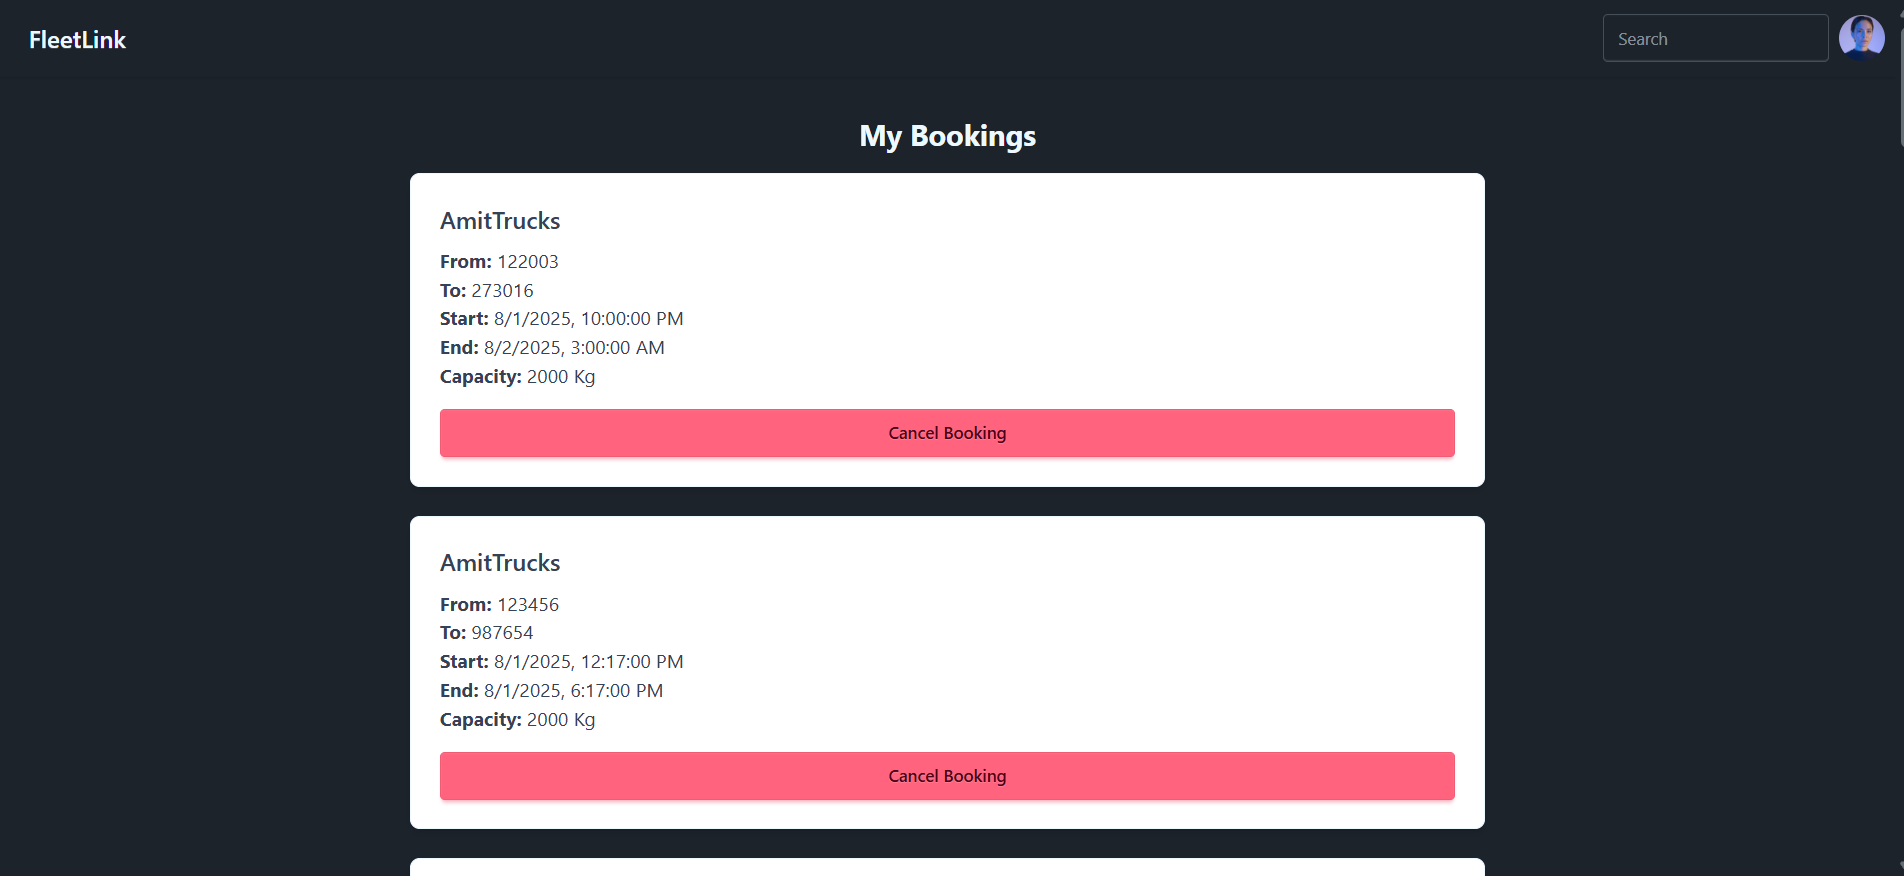 FleetLink
Search
My Bookings
AmitTrucks
From: 122003
To: 273016
Start: 8/1/2025, 10:00:00 PM
End: 8/2/2025, 3:00:00 AM
Capacity: 2000 Kg
Cancel Booking
AmitTrucks
From: 123456
To: 987654
Start: 8/1/2025, 12:17:00 PM
End: 8/1/2025, 6:17:00 PM
Capacity: 2000 Kg
Cancel Booking